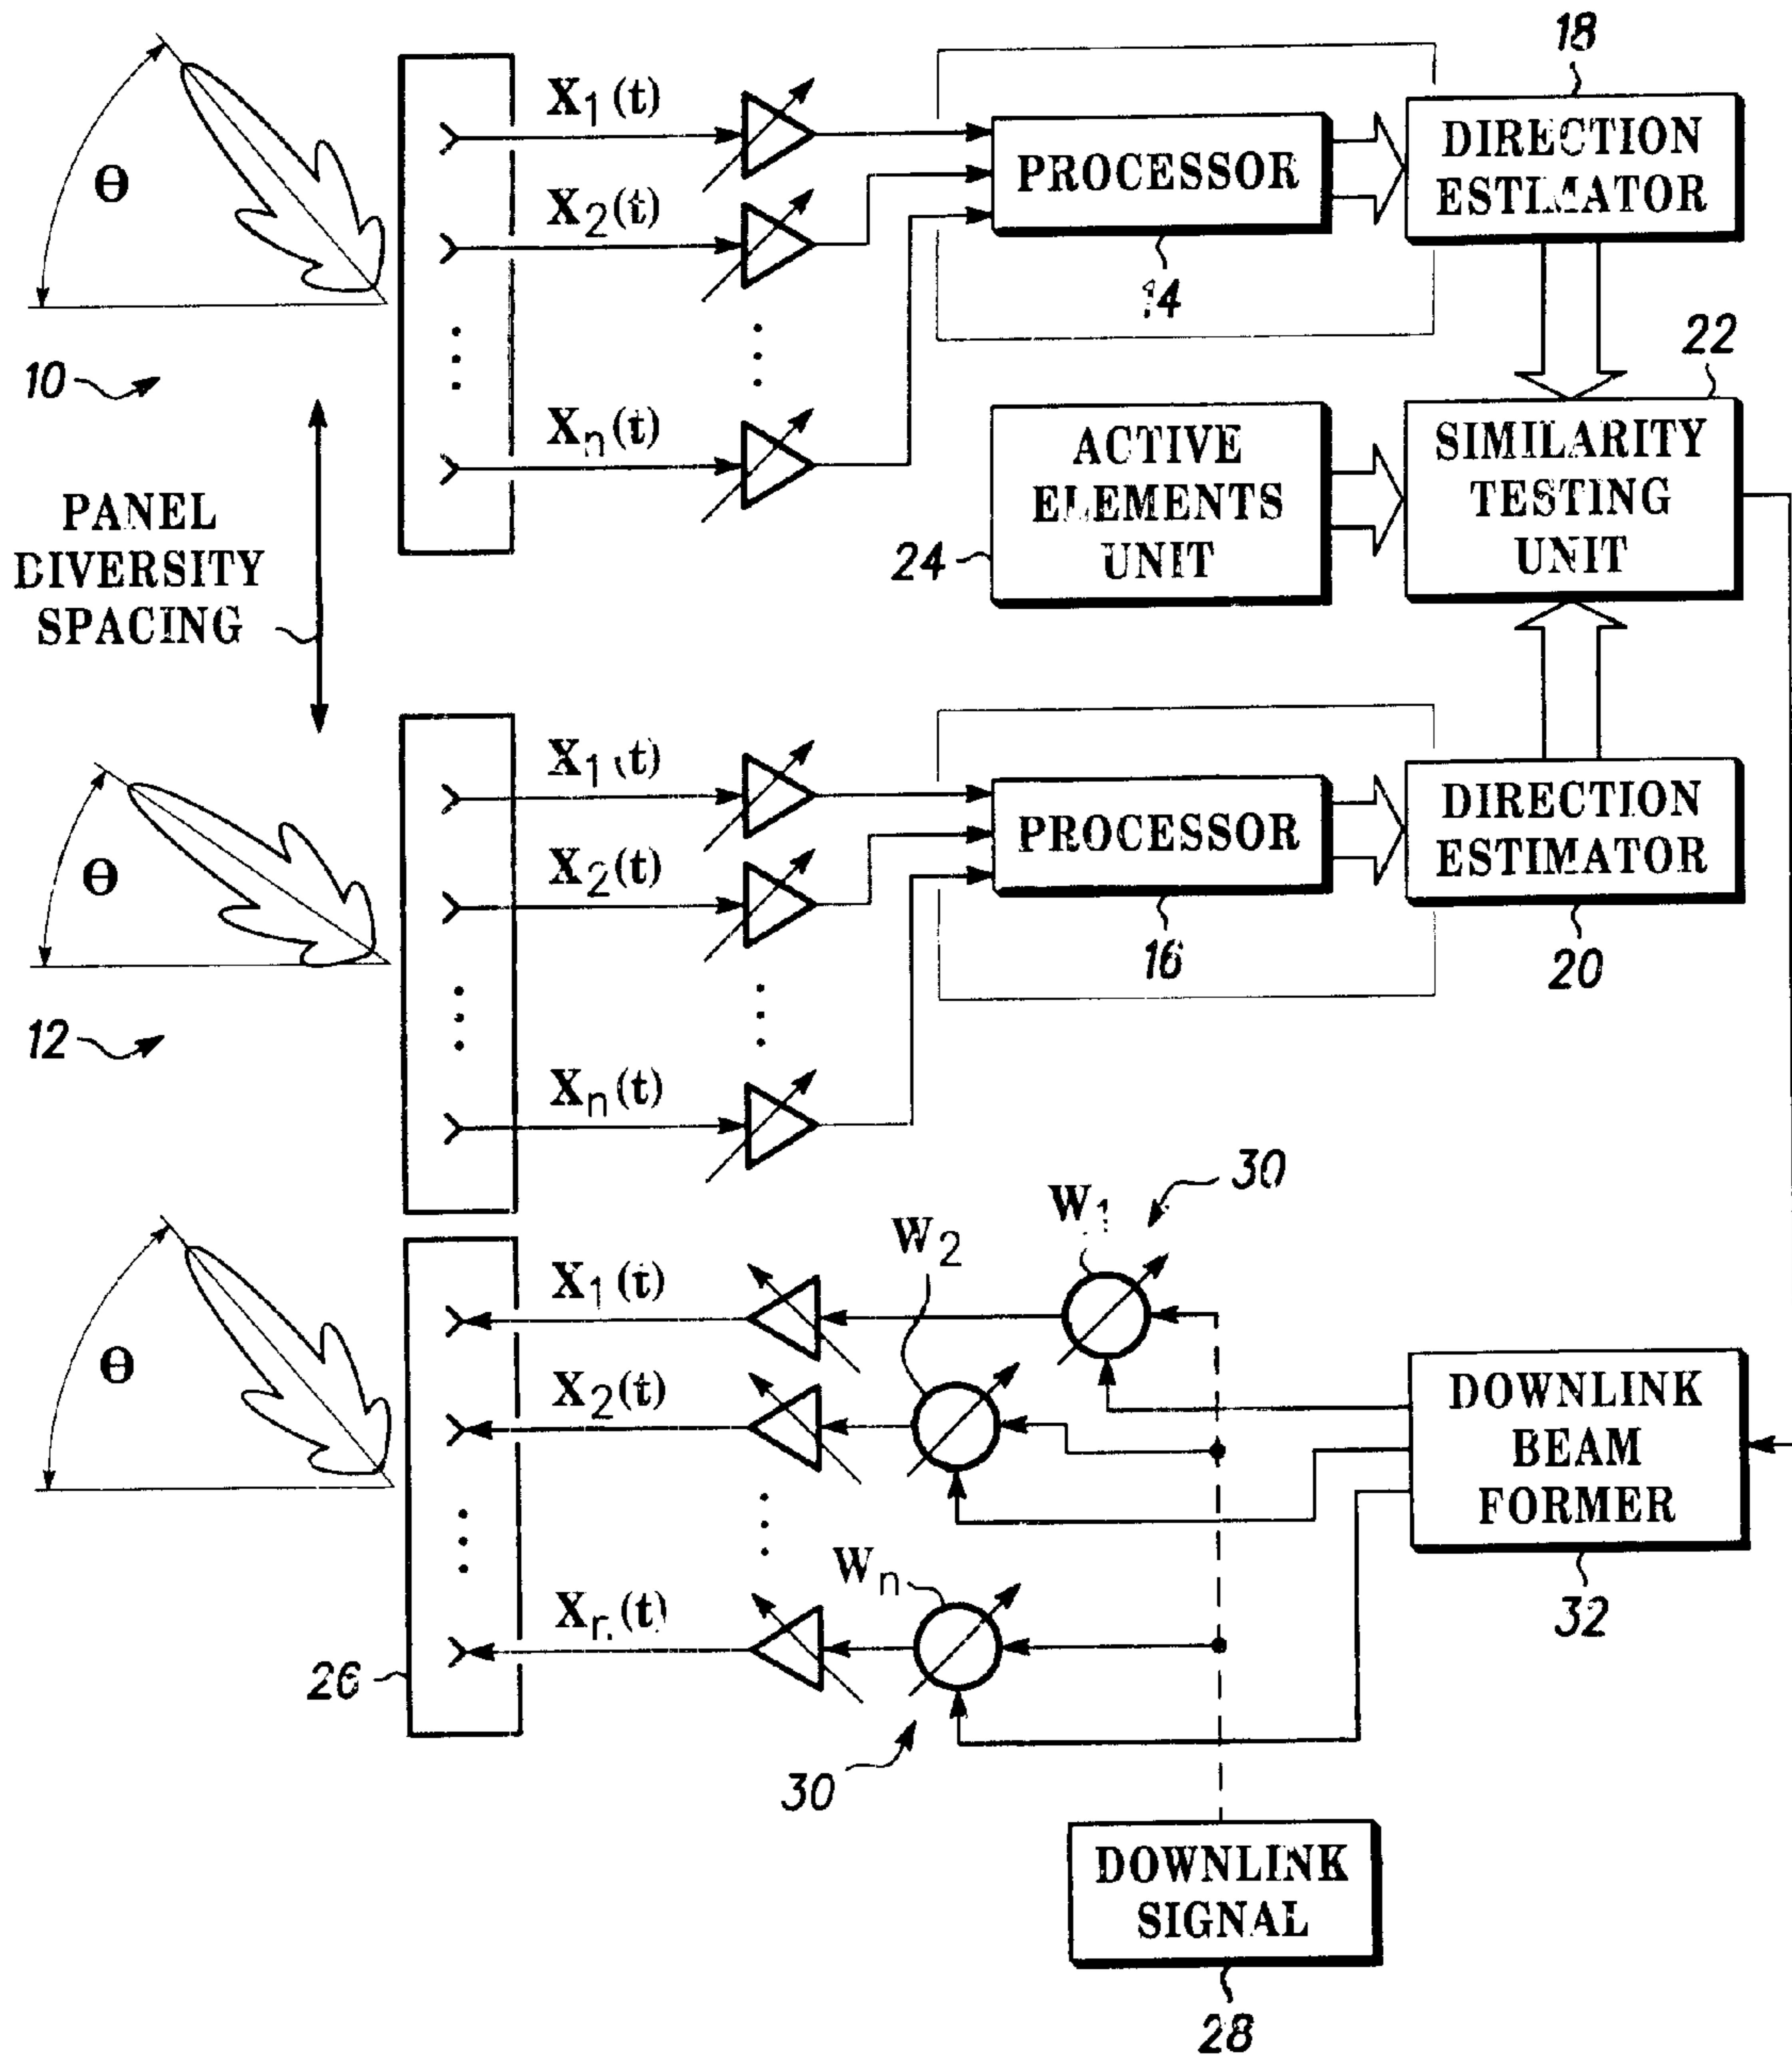 18
X1(t)
DIRECTION
ESTIMATOR
θ
PROCESSOR
X2(t)
14
22
10
Xn(t)
ACTIVE
ELEMENTS
UNIT
SIMILARITY
TESTING
UNIT
PANEL
DIVERSITY
SPACING
24
X1(t)
DIRECTION
ESTIMATOR
PROCESSOR
θ
X2(t)
16
20
12
Xn(t)
30
W1
W2
X1(t)
θ
X2(t)
DOWNLINK
BEAM
FORMER
Wn
Xn(t)
32
26
30
DOWNLINK
SIGNAL
28